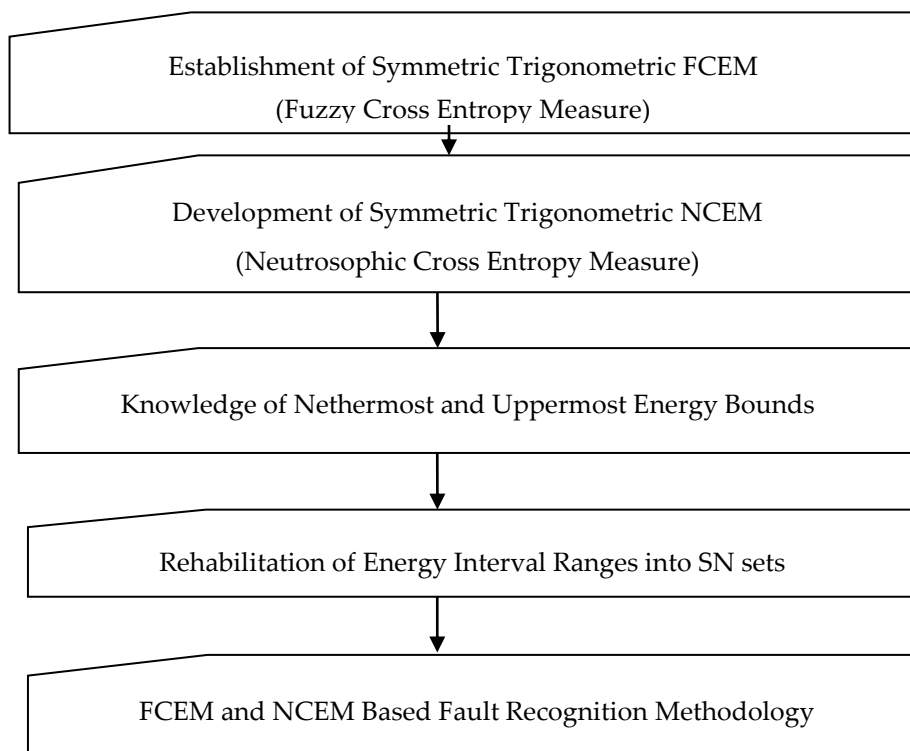 Establishment of Symmetric Trigonometric FCEM
(Fuzzy Cross Entropy Measure)
Development of Symmetric Trigonometric NCEM
(Neutrosophic Cross Entropy Measure)
Knowledge of Nethermost and Uppermost Energy Bounds
Rehabilitation of Energy Interval Ranges into SN sets
FCEM and NCEM Based Fault Recognition Methodology